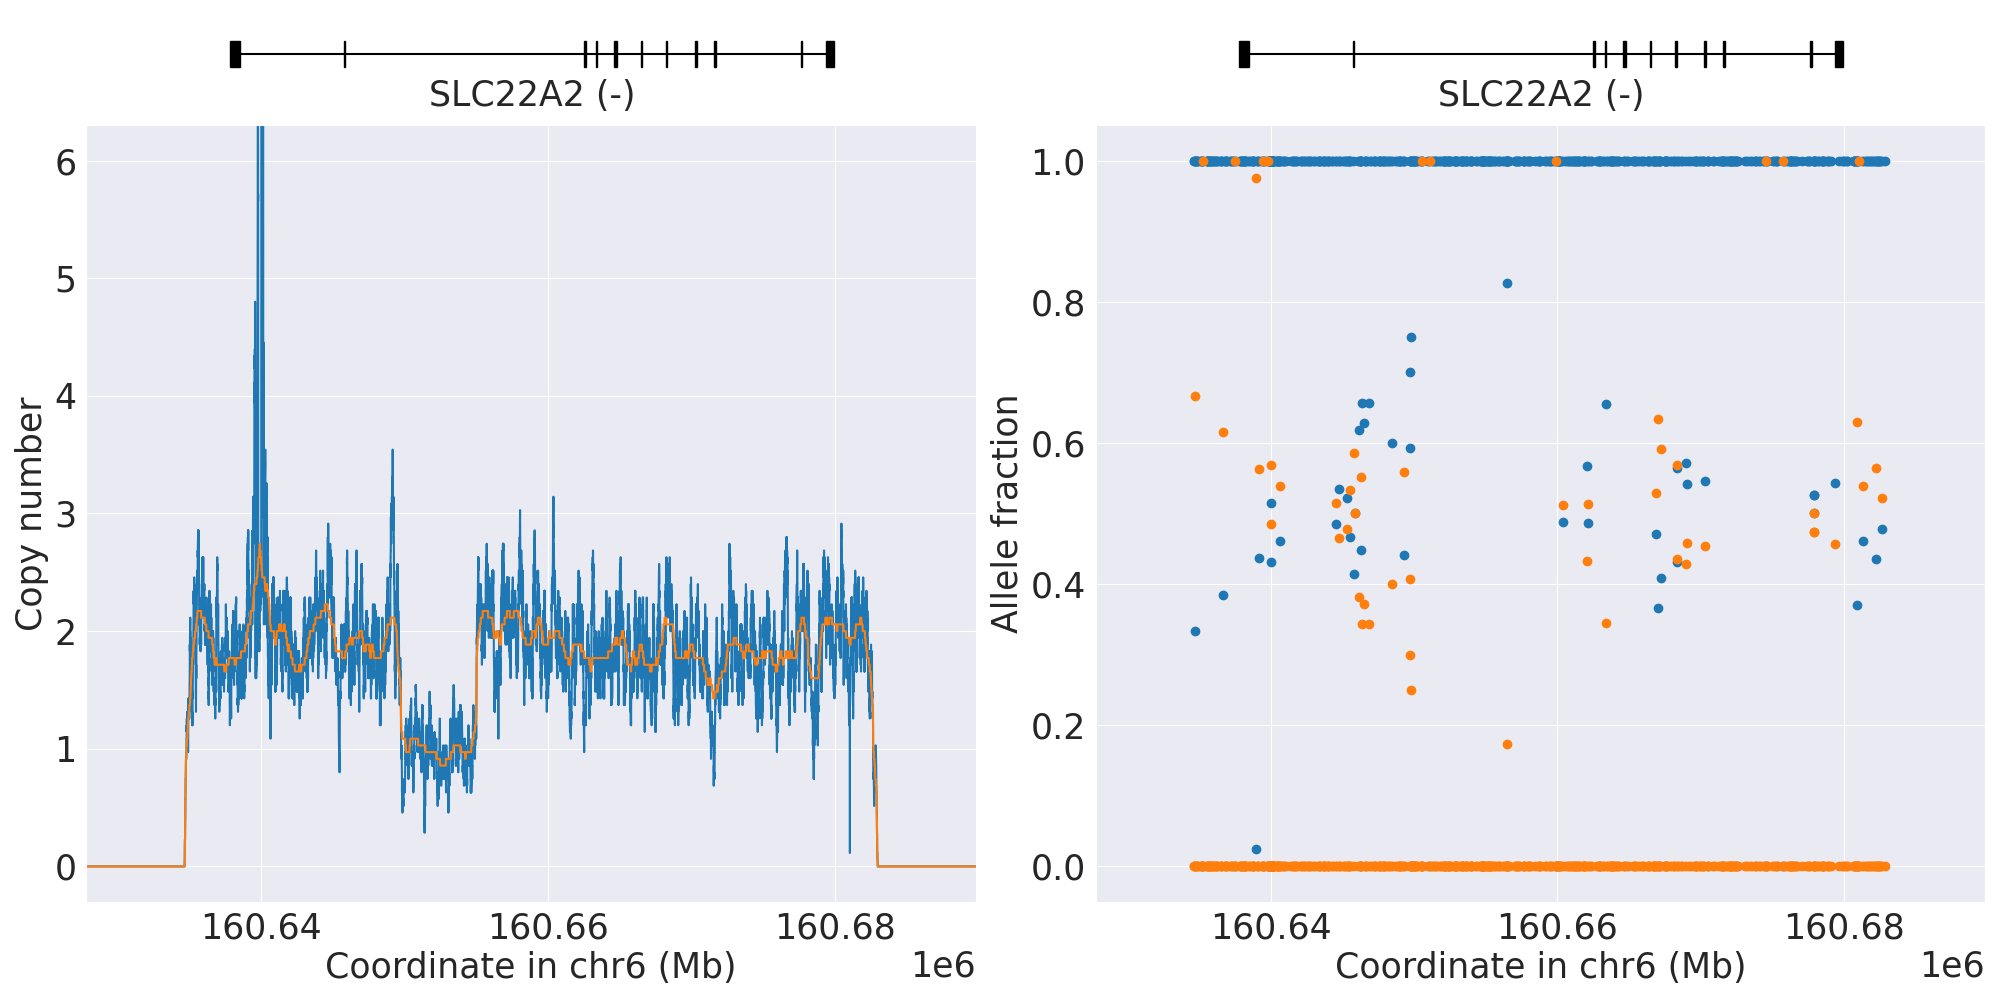 SLC22A2 (-)
SLC22A2 (-)
Copy number
6
5
4
3
2
1
0
160.64
160.66
160.68
Coordinate in chr6 (Mb)
1e6
Allele fraction
1.0
0.8
0.6
0.4
0.2
0.0
160.64
160.66
160.68
Coordinate in chr6 (Mb)
1e6